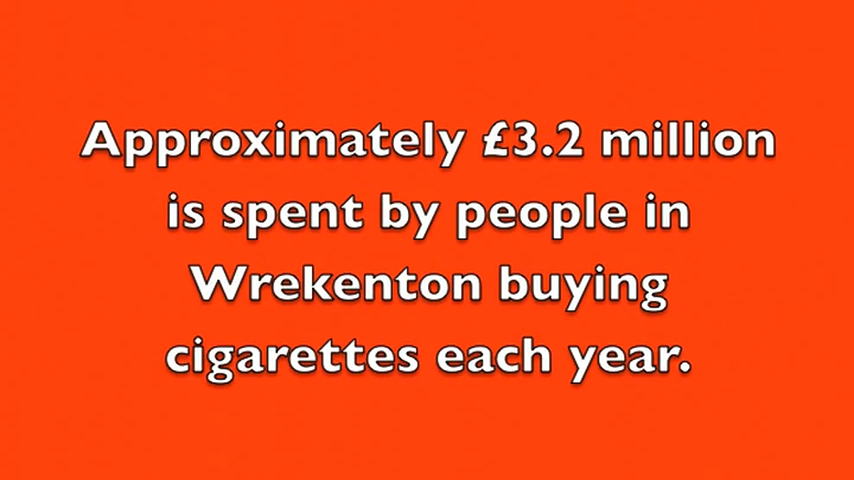 Approximately £3.2 million
is spent by people in
Wrekenton buying
cigarettes each year.